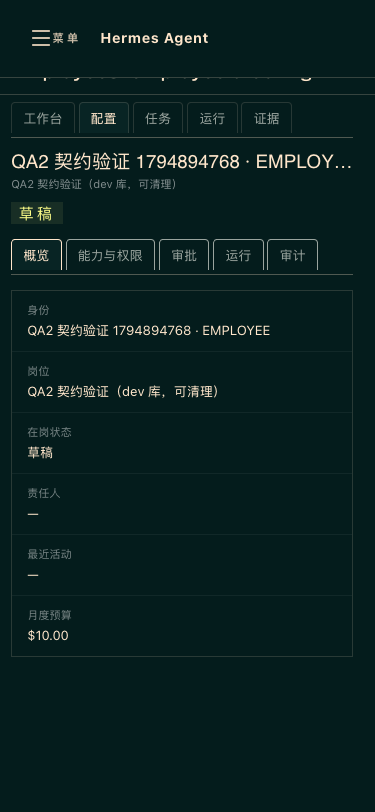 菜单
Hermes Agent
工作台
配置
任务
运行
证据
QA2 契约验证 1794894768 · EMPLOY…
QA2 契约验证（dev 库，可清理）
草稿
概览
能力与权限
审批
运行
审计
身份
QA2 契约验证 1794894768 · EMPLOYEE
岗位
QA2 契约验证（dev 库，可清理）
在岗状态
草稿
责任人
—
最近活动
—
月度预算
$10.00